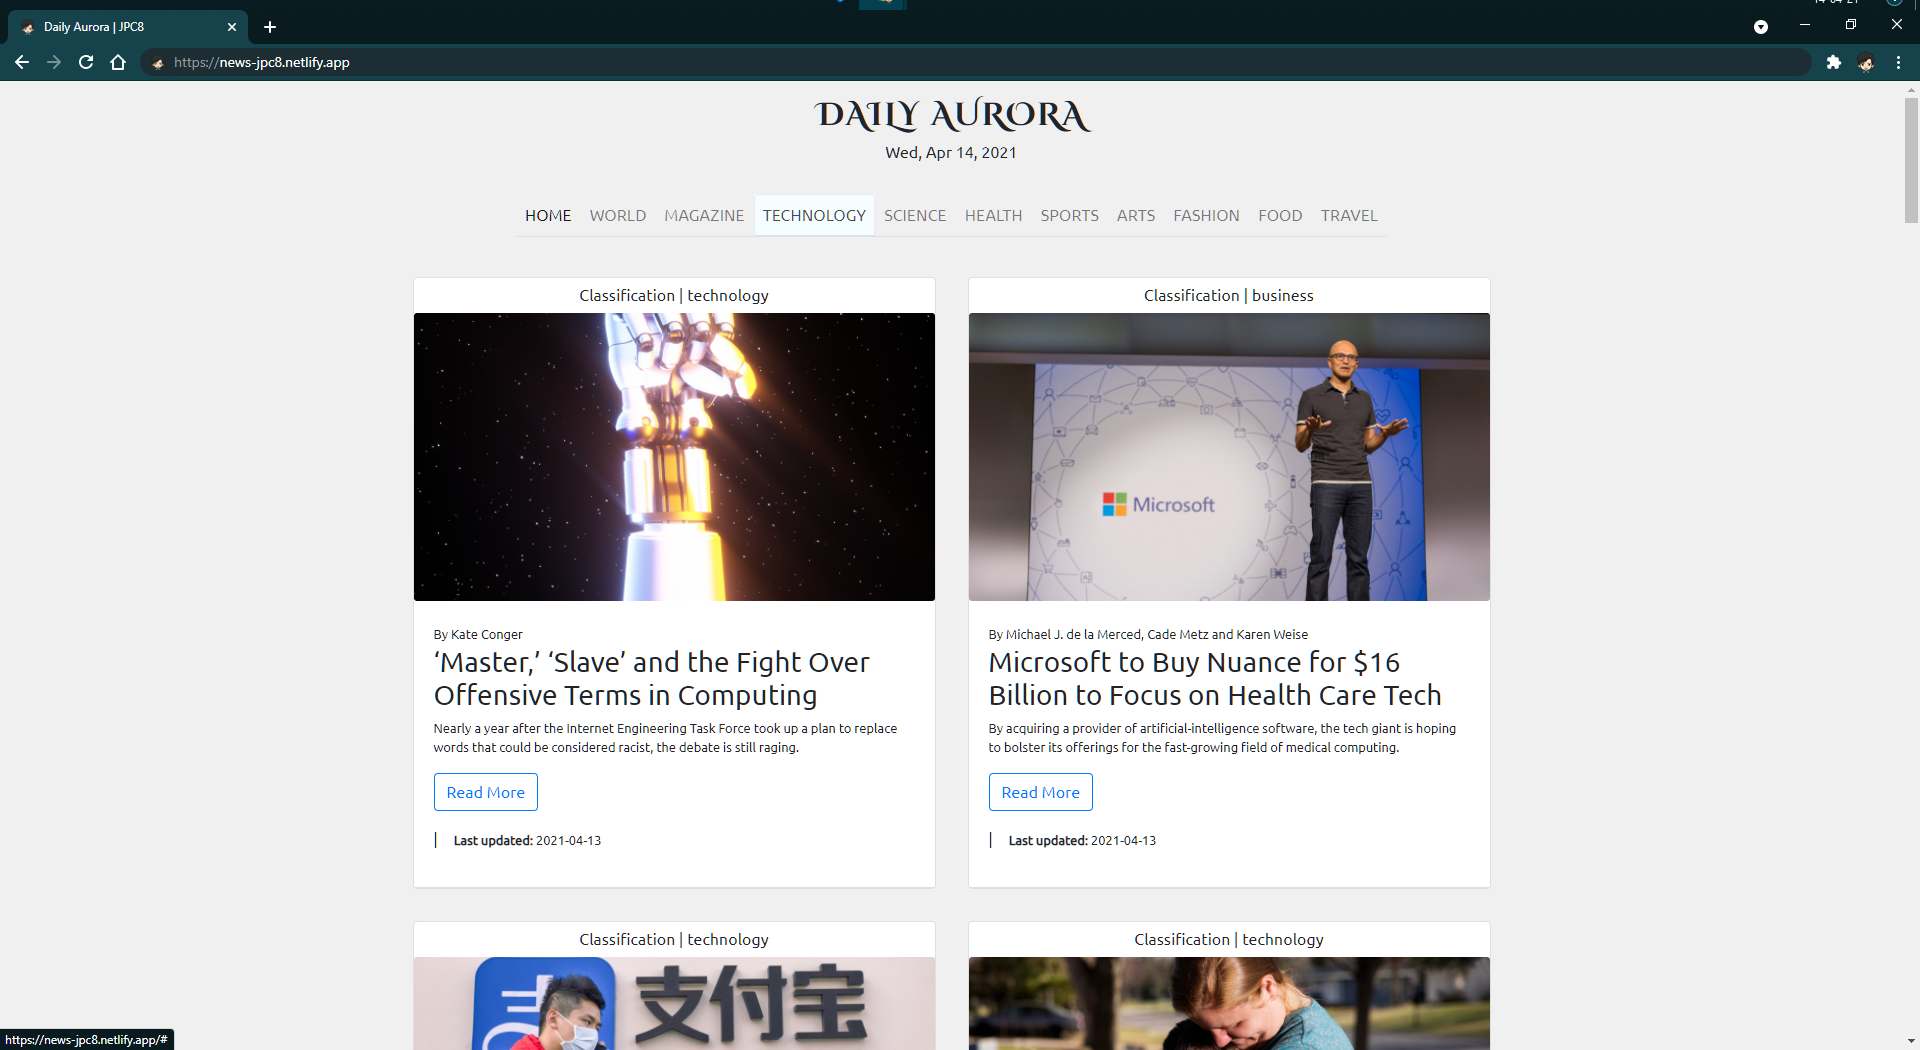 Daily Aurora | JPC8
https://news-jpc8.netlify.app
DAILY AURORA
Wed, Apr 14, 2021
HOME WORLD MAGAZINE TECHNOLOGY SCIENCE HEALTH SPORTS ARTS FASHION FOOD TRAVEL
Classification | technology
By Kate Conger
‘Master,’ ‘Slave’ and the Fight Over
Offensive Terms in Computing
Nearly a year after the Internet Engineering Task Force took up a plan to replace
words that could be considered racist, the debate is still raging.
Read More
Last updated: 2021-04-13
Classification | business
Microsoft
By Michael J. de la Merced, Cade Metz and Karen Weise
Microsoft to Buy Nuance for $16
Billion to Focus on Health Care Tech
By acquiring a provider of artificial-intelligence software, the tech giant is hoping
to bolster its offerings for the fast-growing field of medical computing.
Read More
Last updated: 2021-04-13
Classification | technology
支付宝
Classification | technology
https://news-jpc8.netlify.app/#